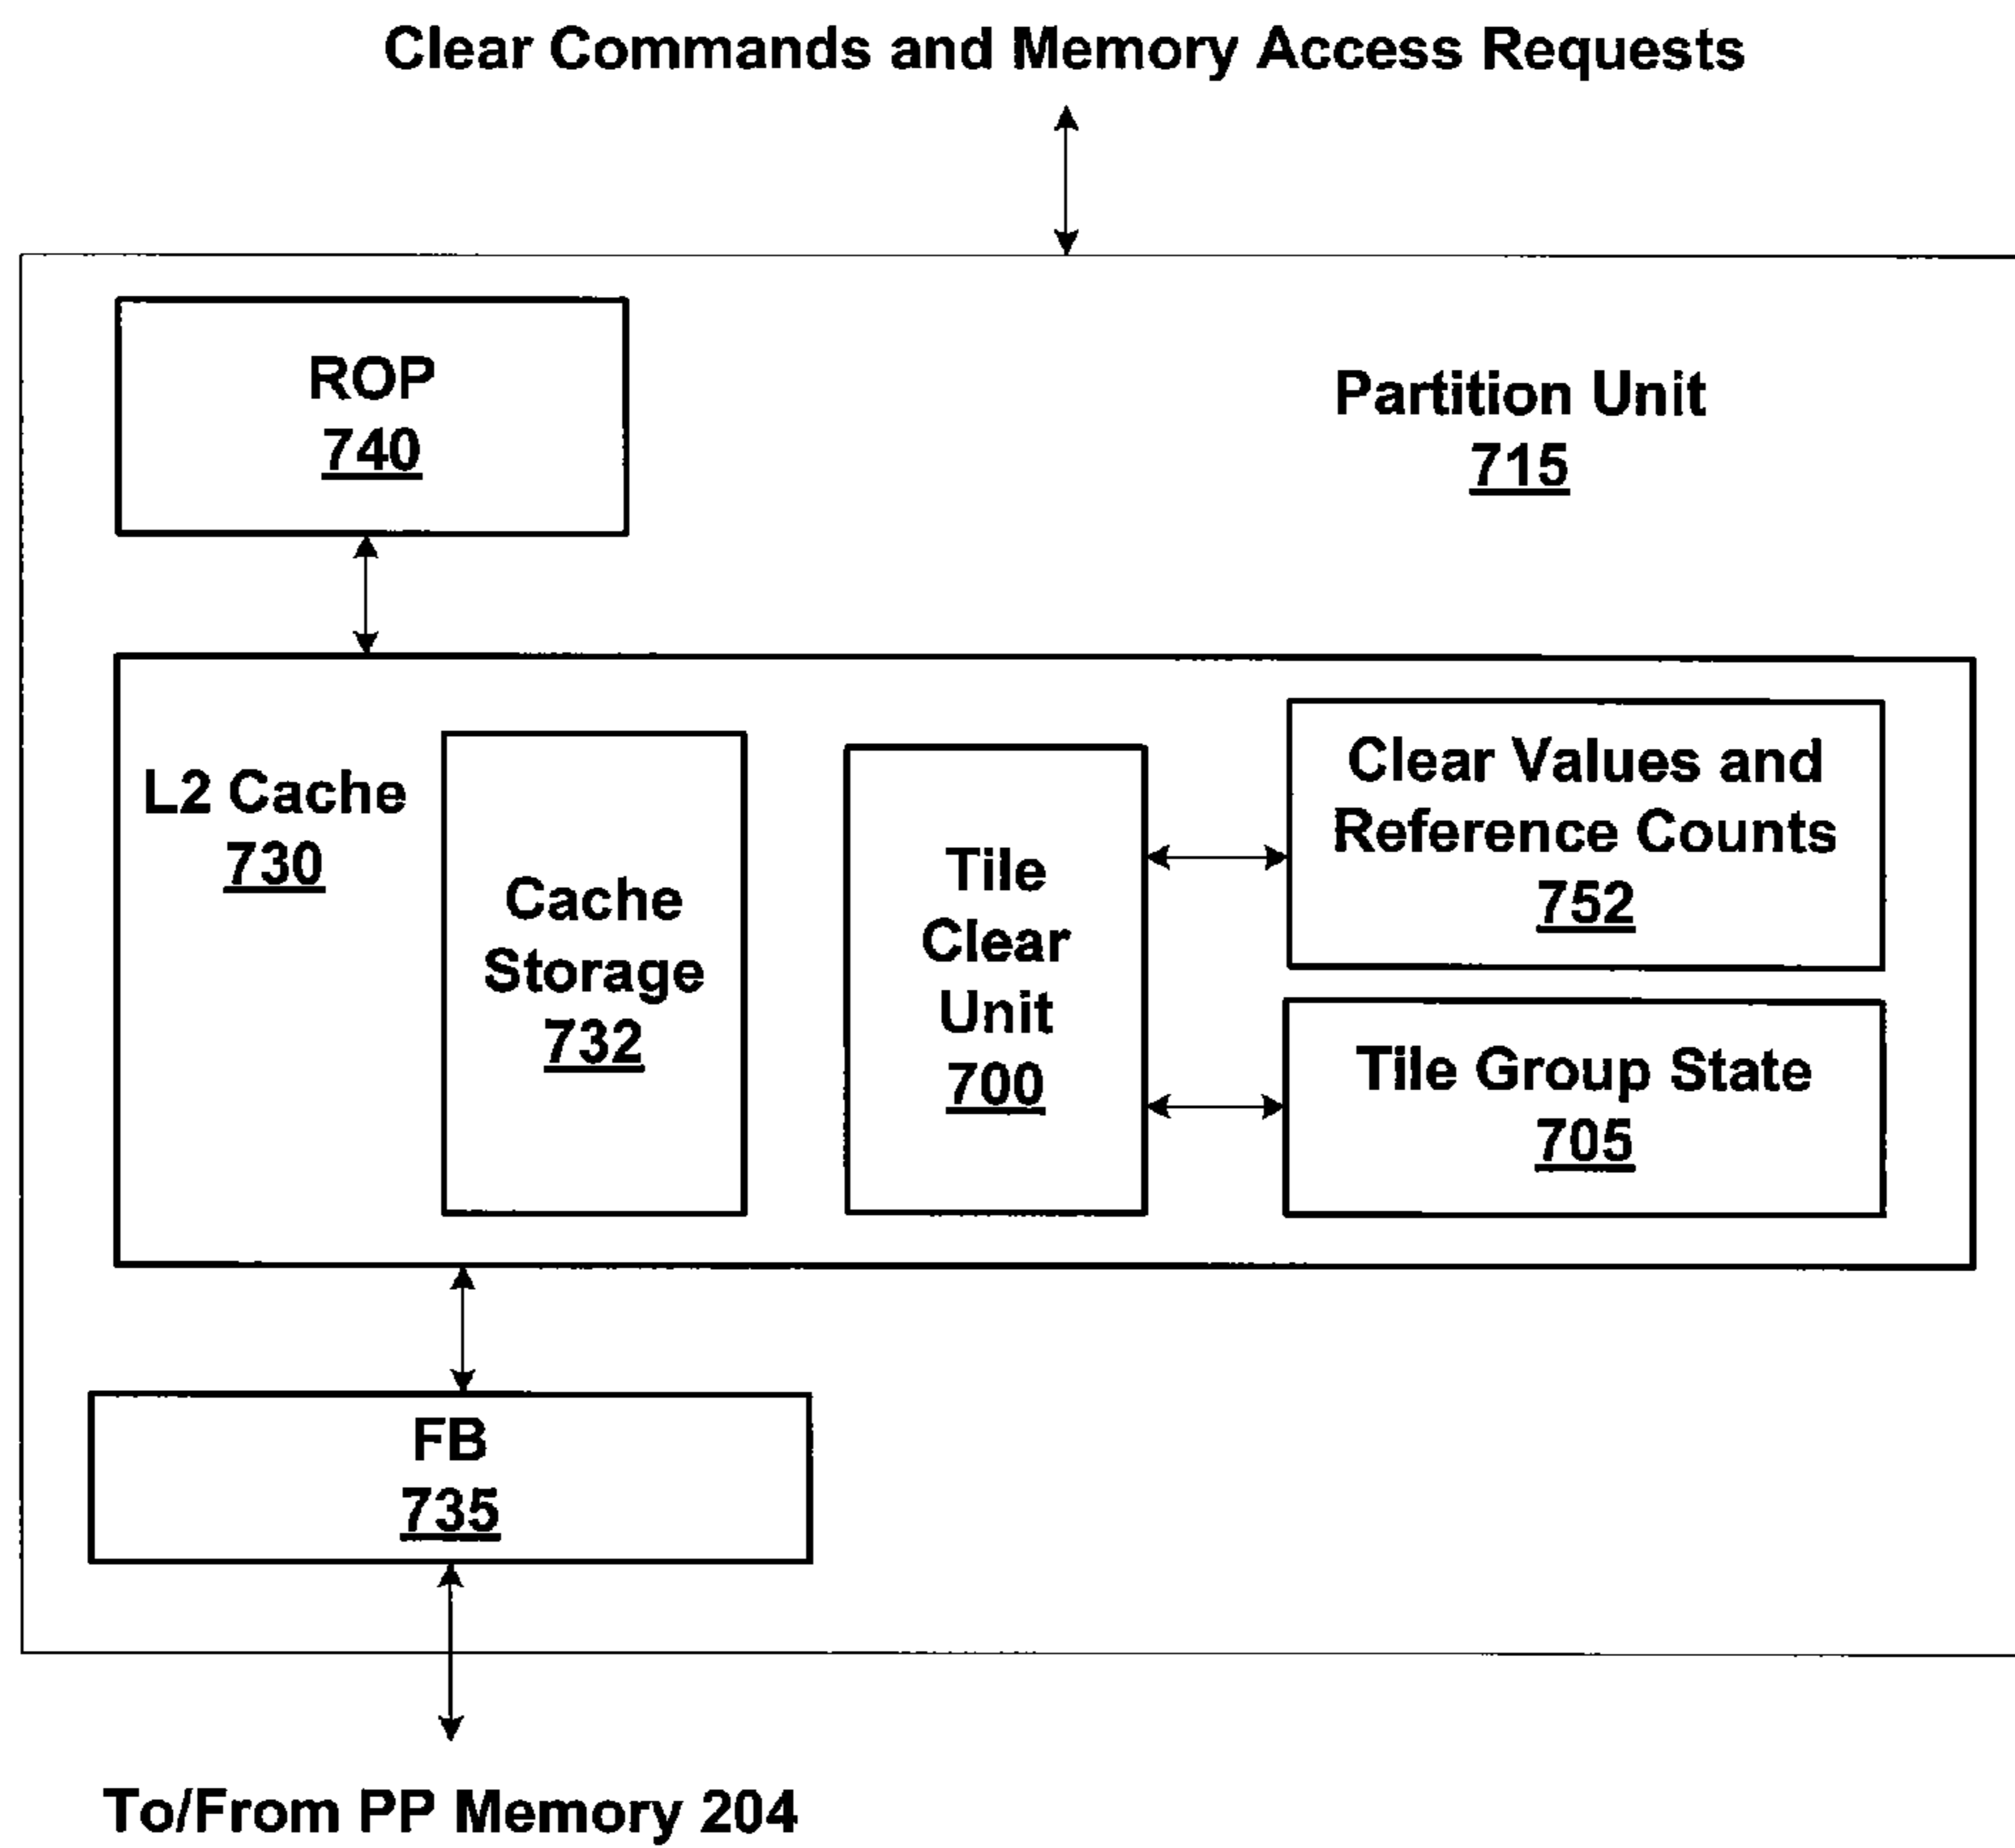 Clear Commands and Memory Access Requests
ROP
740
Partition Unit
715
L2 Cache
730
Cache
Storage
732
Tile
Clear
Unit
700
Clear Values and
Reference Counts
752
Tile Group State
705
FB
735
To/From PP Memory 204